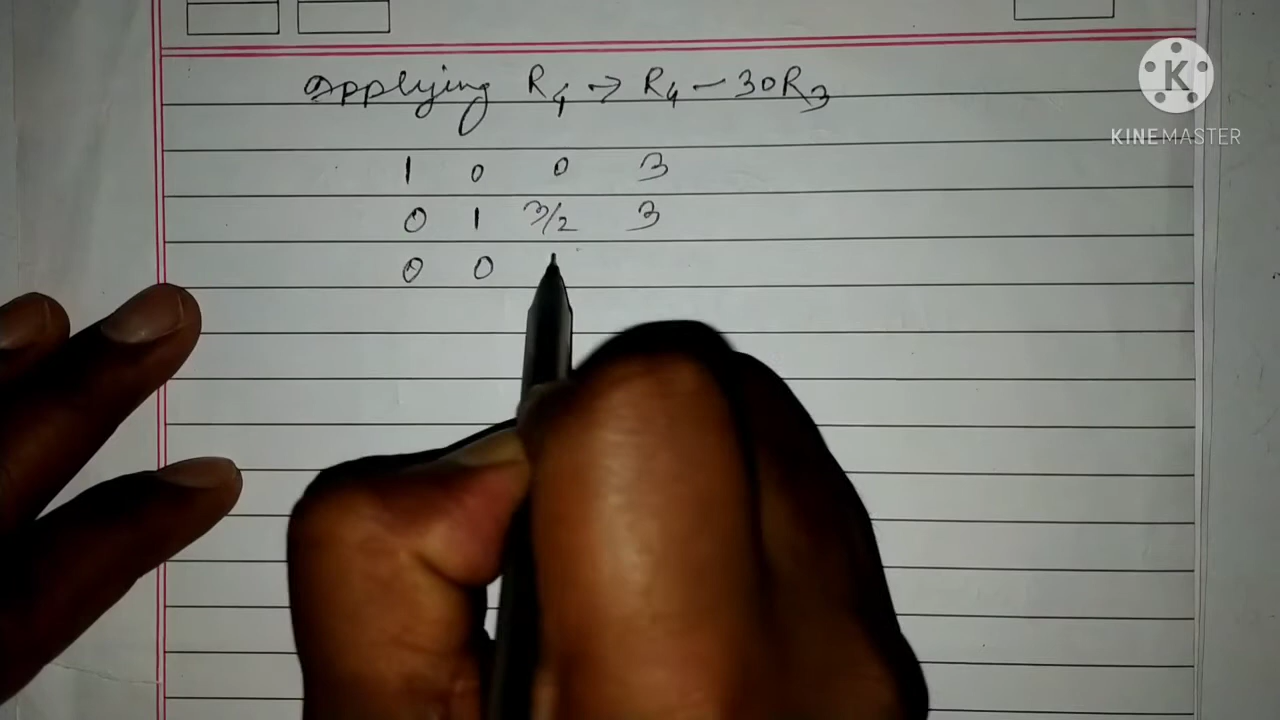 Applying R₄ → R₄ – 30R₃
K
KINEMASTER
1 0 0 3
0 1 3/2 3
0 0